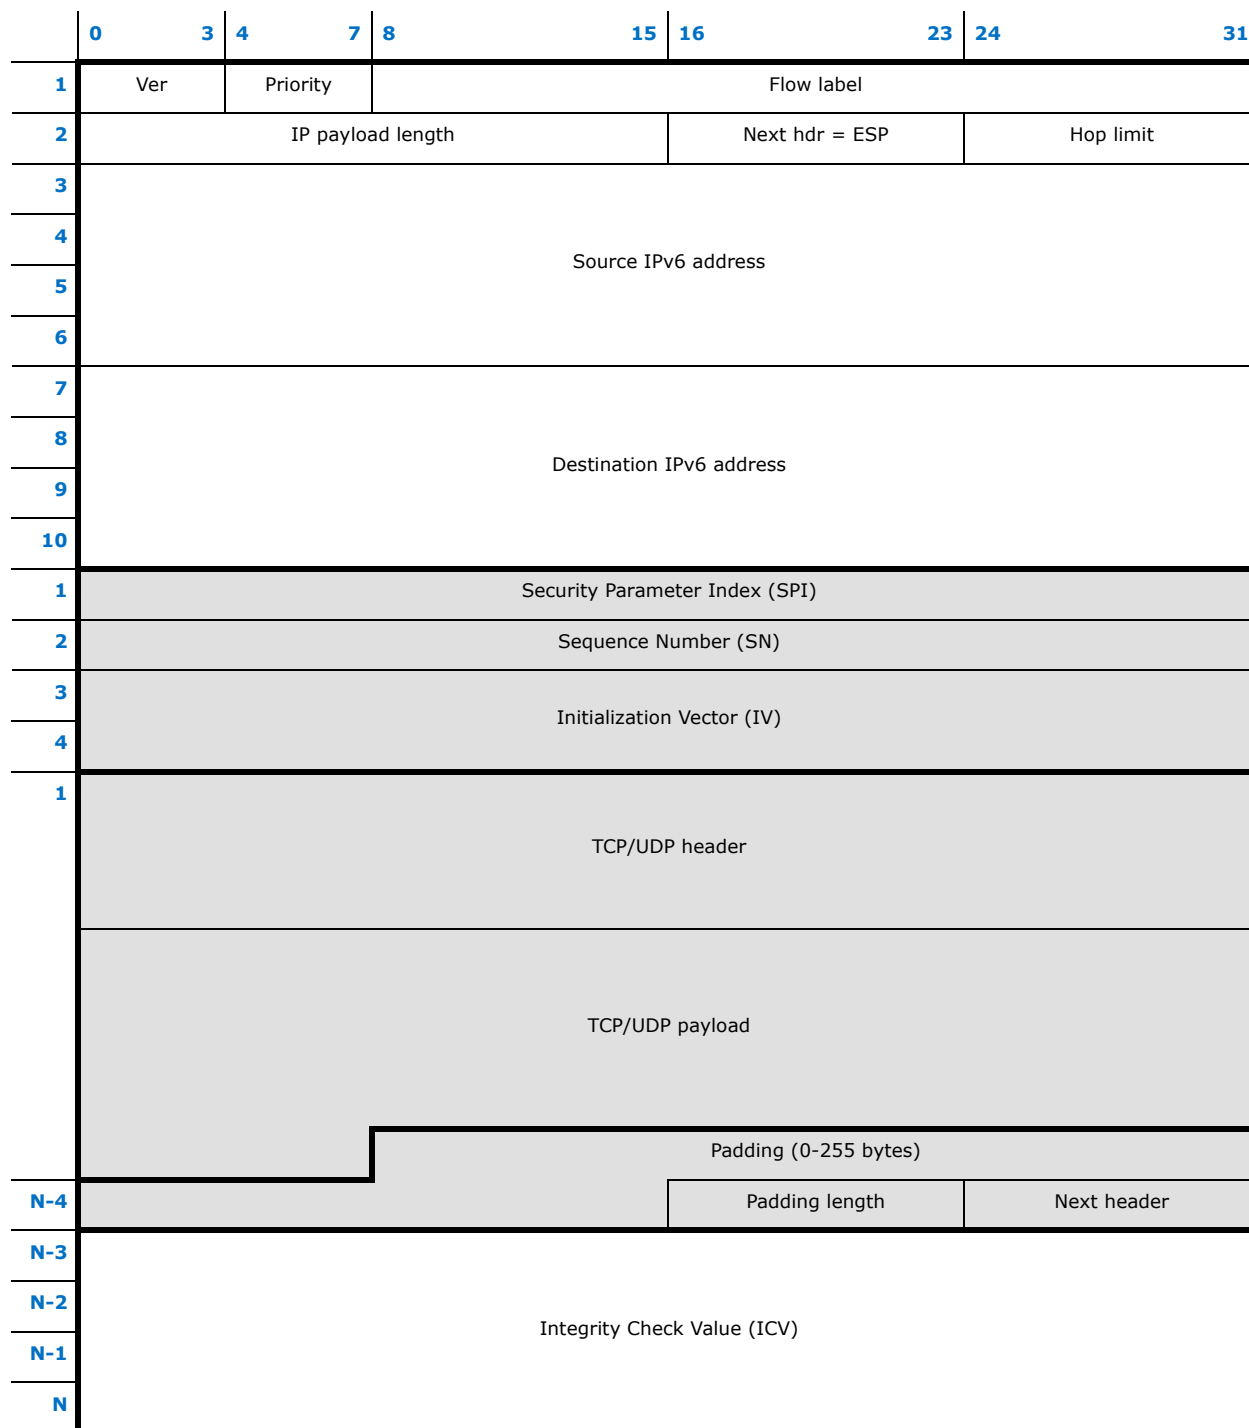 0 3 4 7 8 15 16 23 24 31
1 Ver Priority Flow label
2 IP payload length Next hdr = ESP Hop limit
3
4
Source IPv6 address
5
6
7
8
Destination IPv6 address
9
10
1 Security Parameter Index (SPI)
2 Sequence Number (SN)
3
Initialization Vector (IV)
4
1
TCP/UDP header
TCP/UDP payload
Padding (0-255 bytes)
N-4 Padding length Next header
N-3
N-2
Integrity Check Value (ICV)
N-1
N